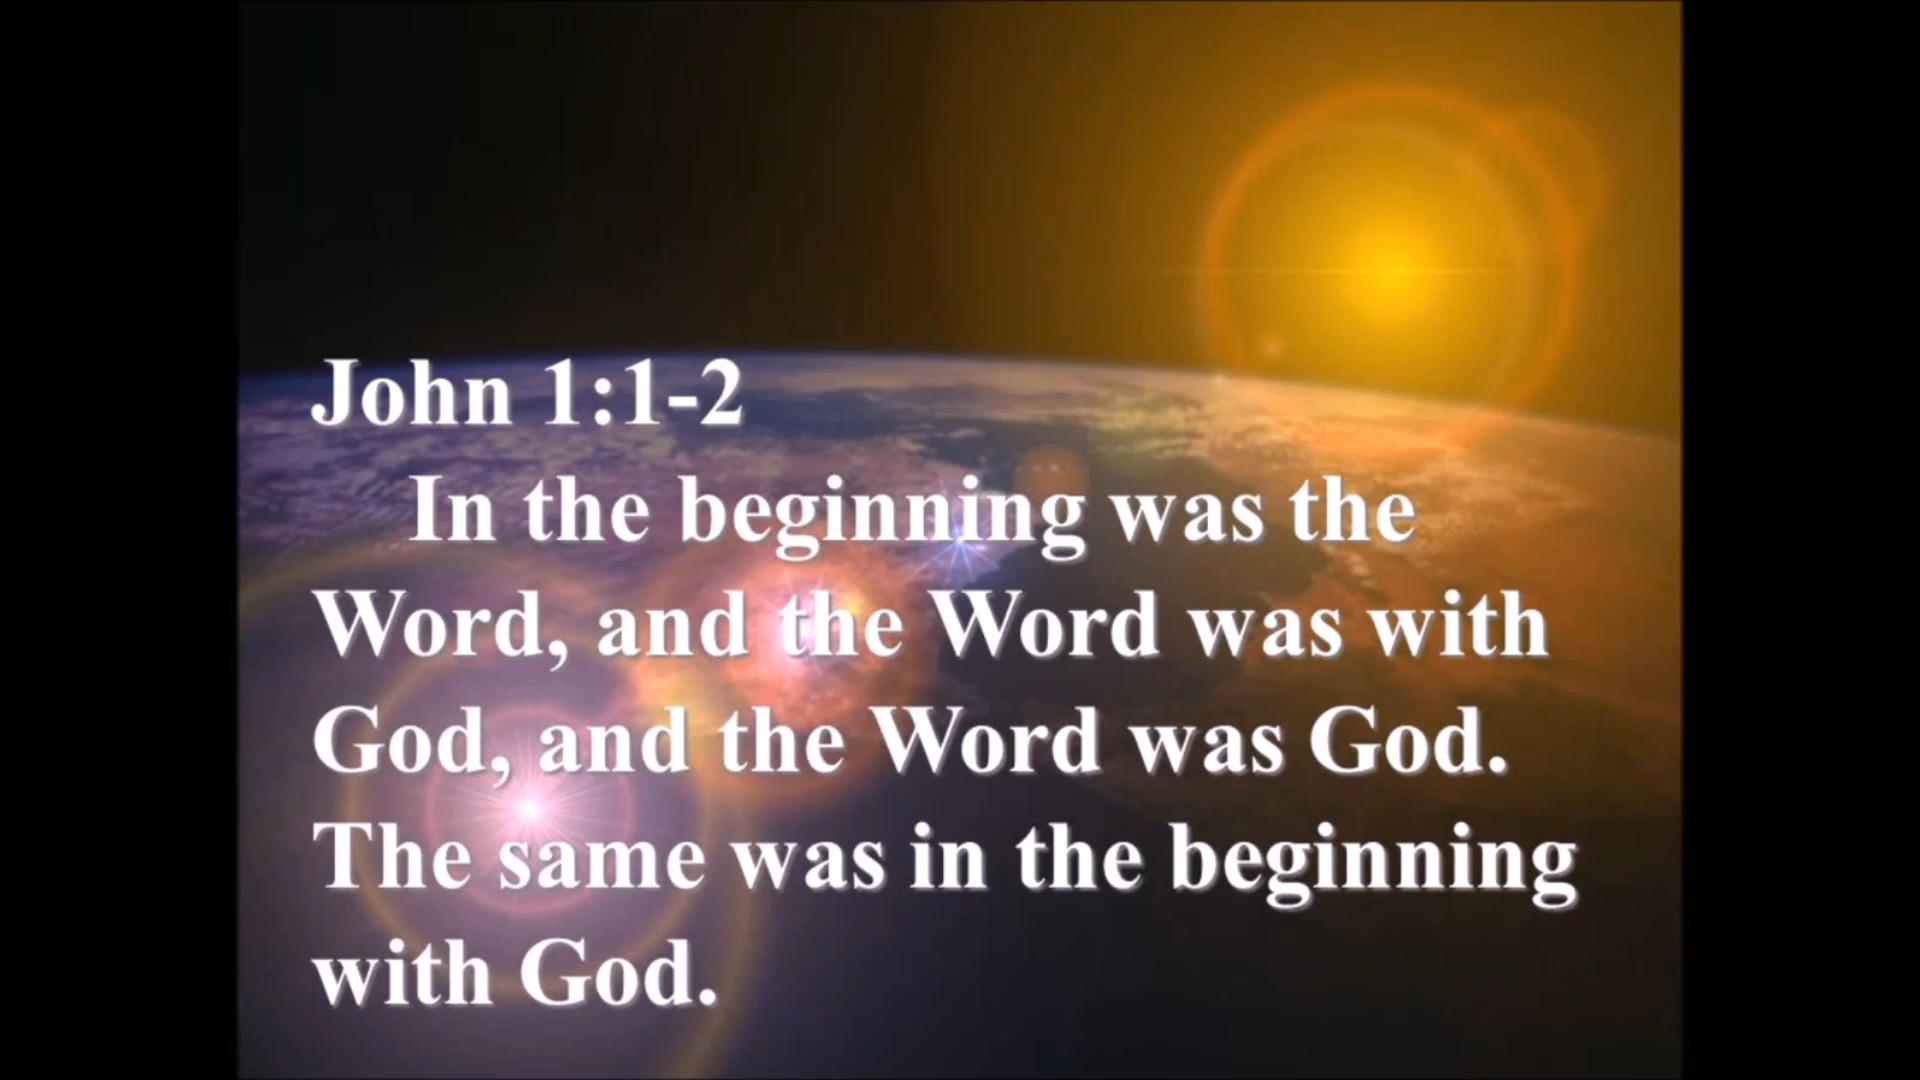 John 1:1-2
In the beginning was the
Word, and the Word was with
God, and the Word was God.
The same was in the beginning
with God.